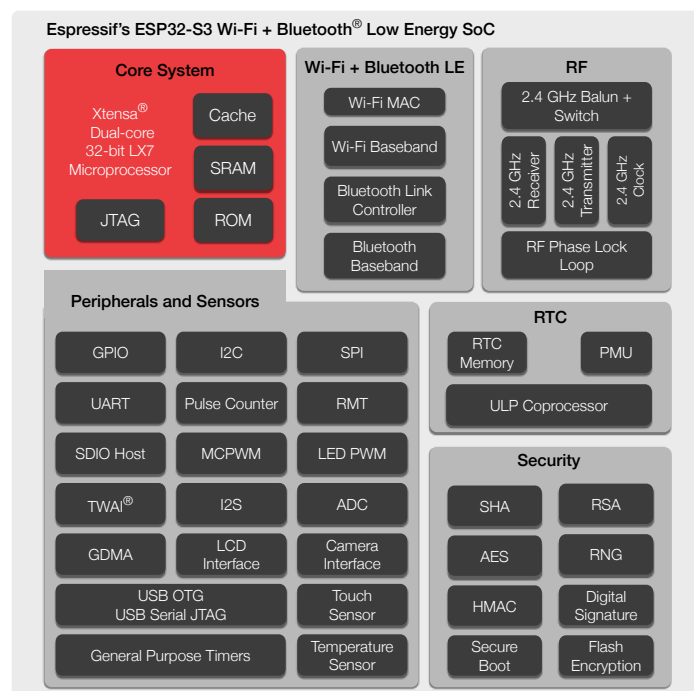 Espressif's ESP32-S3 Wi-Fi + Bluetooth® Low Energy SoC
Core System
Xtensa®
Dual-core
32-bit LX7
Microprocessor
Cache
SRAM
JTAG
ROM
Wi-Fi + Bluetooth LE
Wi-Fi MAC
Wi-Fi Baseband
Bluetooth Link
Controller
Bluetooth
Baseband
RF
2.4 GHz Balun +
Switch
2.4 GHz
Receiver
2.4 GHz
Transmitter
2.4 GHz
Clock
RF Phase Lock
Loop
Peripherals and Sensors
GPIO
I2C
SPI
UART
Pulse Counter
RMT
SDIO Host
MCPWM
LED PWM
TWAI®
I2S
ADC
GDMA
LCD
Interface
Camera
Interface
USB OTG
USB Serial JTAG
Touch
Sensor
General Purpose Timers
Temperature
Sensor
RTC
RTC
Memory
PMU
ULP Coprocessor
Security
SHA
RSA
AES
RNG
HMAC
Digital
Signature
Secure
Boot
Flash
Encryption